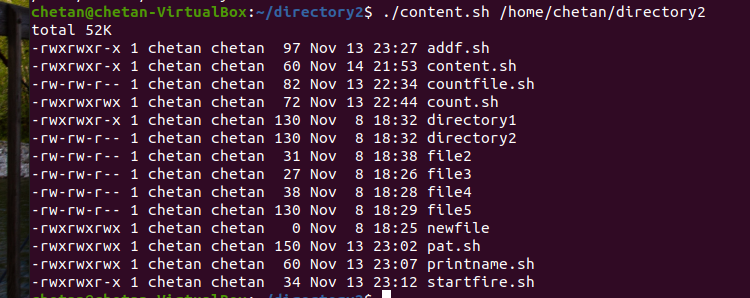 chetan@chetan-VirtualBox:~/directory2$ ./content.sh /home/chetan/directory2
total 52K
-rwxrwxr-x 1 chetan chetan  97 Nov 13 23:27 addf.sh
-rwxrwxr-x 1 chetan chetan  60 Nov 14 21:53 content.sh
-rw-rw-r-- 1 chetan chetan  82 Nov 13 22:34 countfile.sh
-rwxrwxrwx 1 chetan chetan  72 Nov 13 22:44 count.sh
-rwxrwxr-x 1 chetan chetan 130 Nov  8 18:32 directory1
-rw-rw-r-- 1 chetan chetan 130 Nov  8 18:32 directory2
-rw-rw-r-- 1 chetan chetan  31 Nov  8 18:38 file2
-rw-rw-r-- 1 chetan chetan  27 Nov  8 18:26 file3
-rw-rw-r-- 1 chetan chetan  38 Nov  8 18:28 file4
-rw-rw-r-- 1 chetan chetan 130 Nov  8 18:29 file5
-rwxrwxrwx 1 chetan chetan   0 Nov  8 18:25 newfile
-rwxrwxr-x 1 chetan chetan 150 Nov 13 23:02 pat.sh
-rwxrwxrwx 1 chetan chetan  60 Nov 13 23:07 printname.sh
-rwxrwxr-x 1 chetan chetan  34 Nov 13 23:12 startfire.sh
chetan@chetan-VirtualBox:~/directory2$